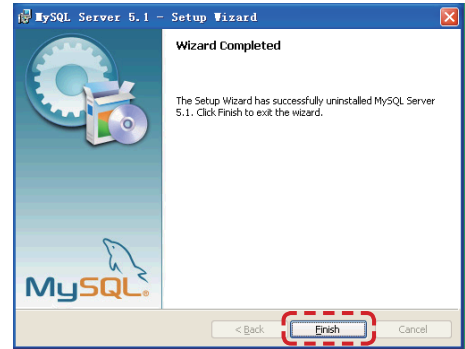 MySQL Server 5.1 - Setup Wizard
Wizard Completed
The Setup Wizard has successfully uninstalled MySQL Server
5.1. Click Finish to exit the wizard.
MySQL®
< Back Finish Cancel